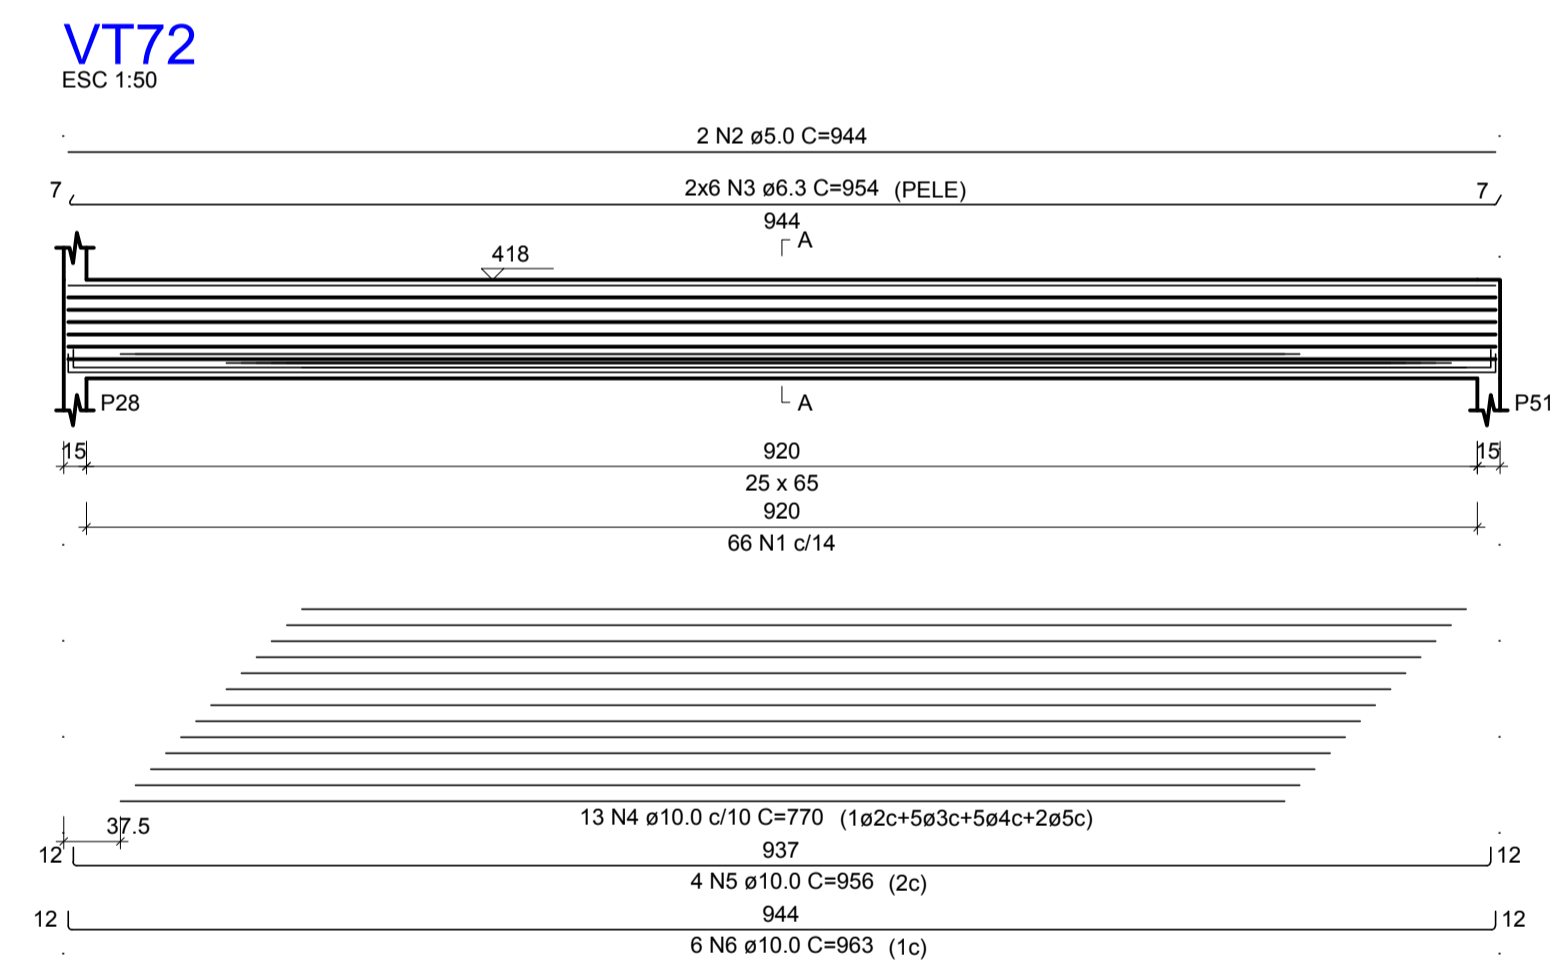 VT72
ESC 1:50
2 N2 ø5.0 C=944
7 2x6 N3 ø6.3 C=954 (PELE) 7
944
A
418
P28 A P51
15 920 15
25 x 65
920
66 N1 c/14
13 N4 ø10.0 c/10 C=770 (1ø2c+5ø3c+5ø4c+2ø5c)
37.5
12 937 12
4 N5 ø10.0 C=956 (2c)
12 944 12
6 N6 ø10.0 C=963 (1c)